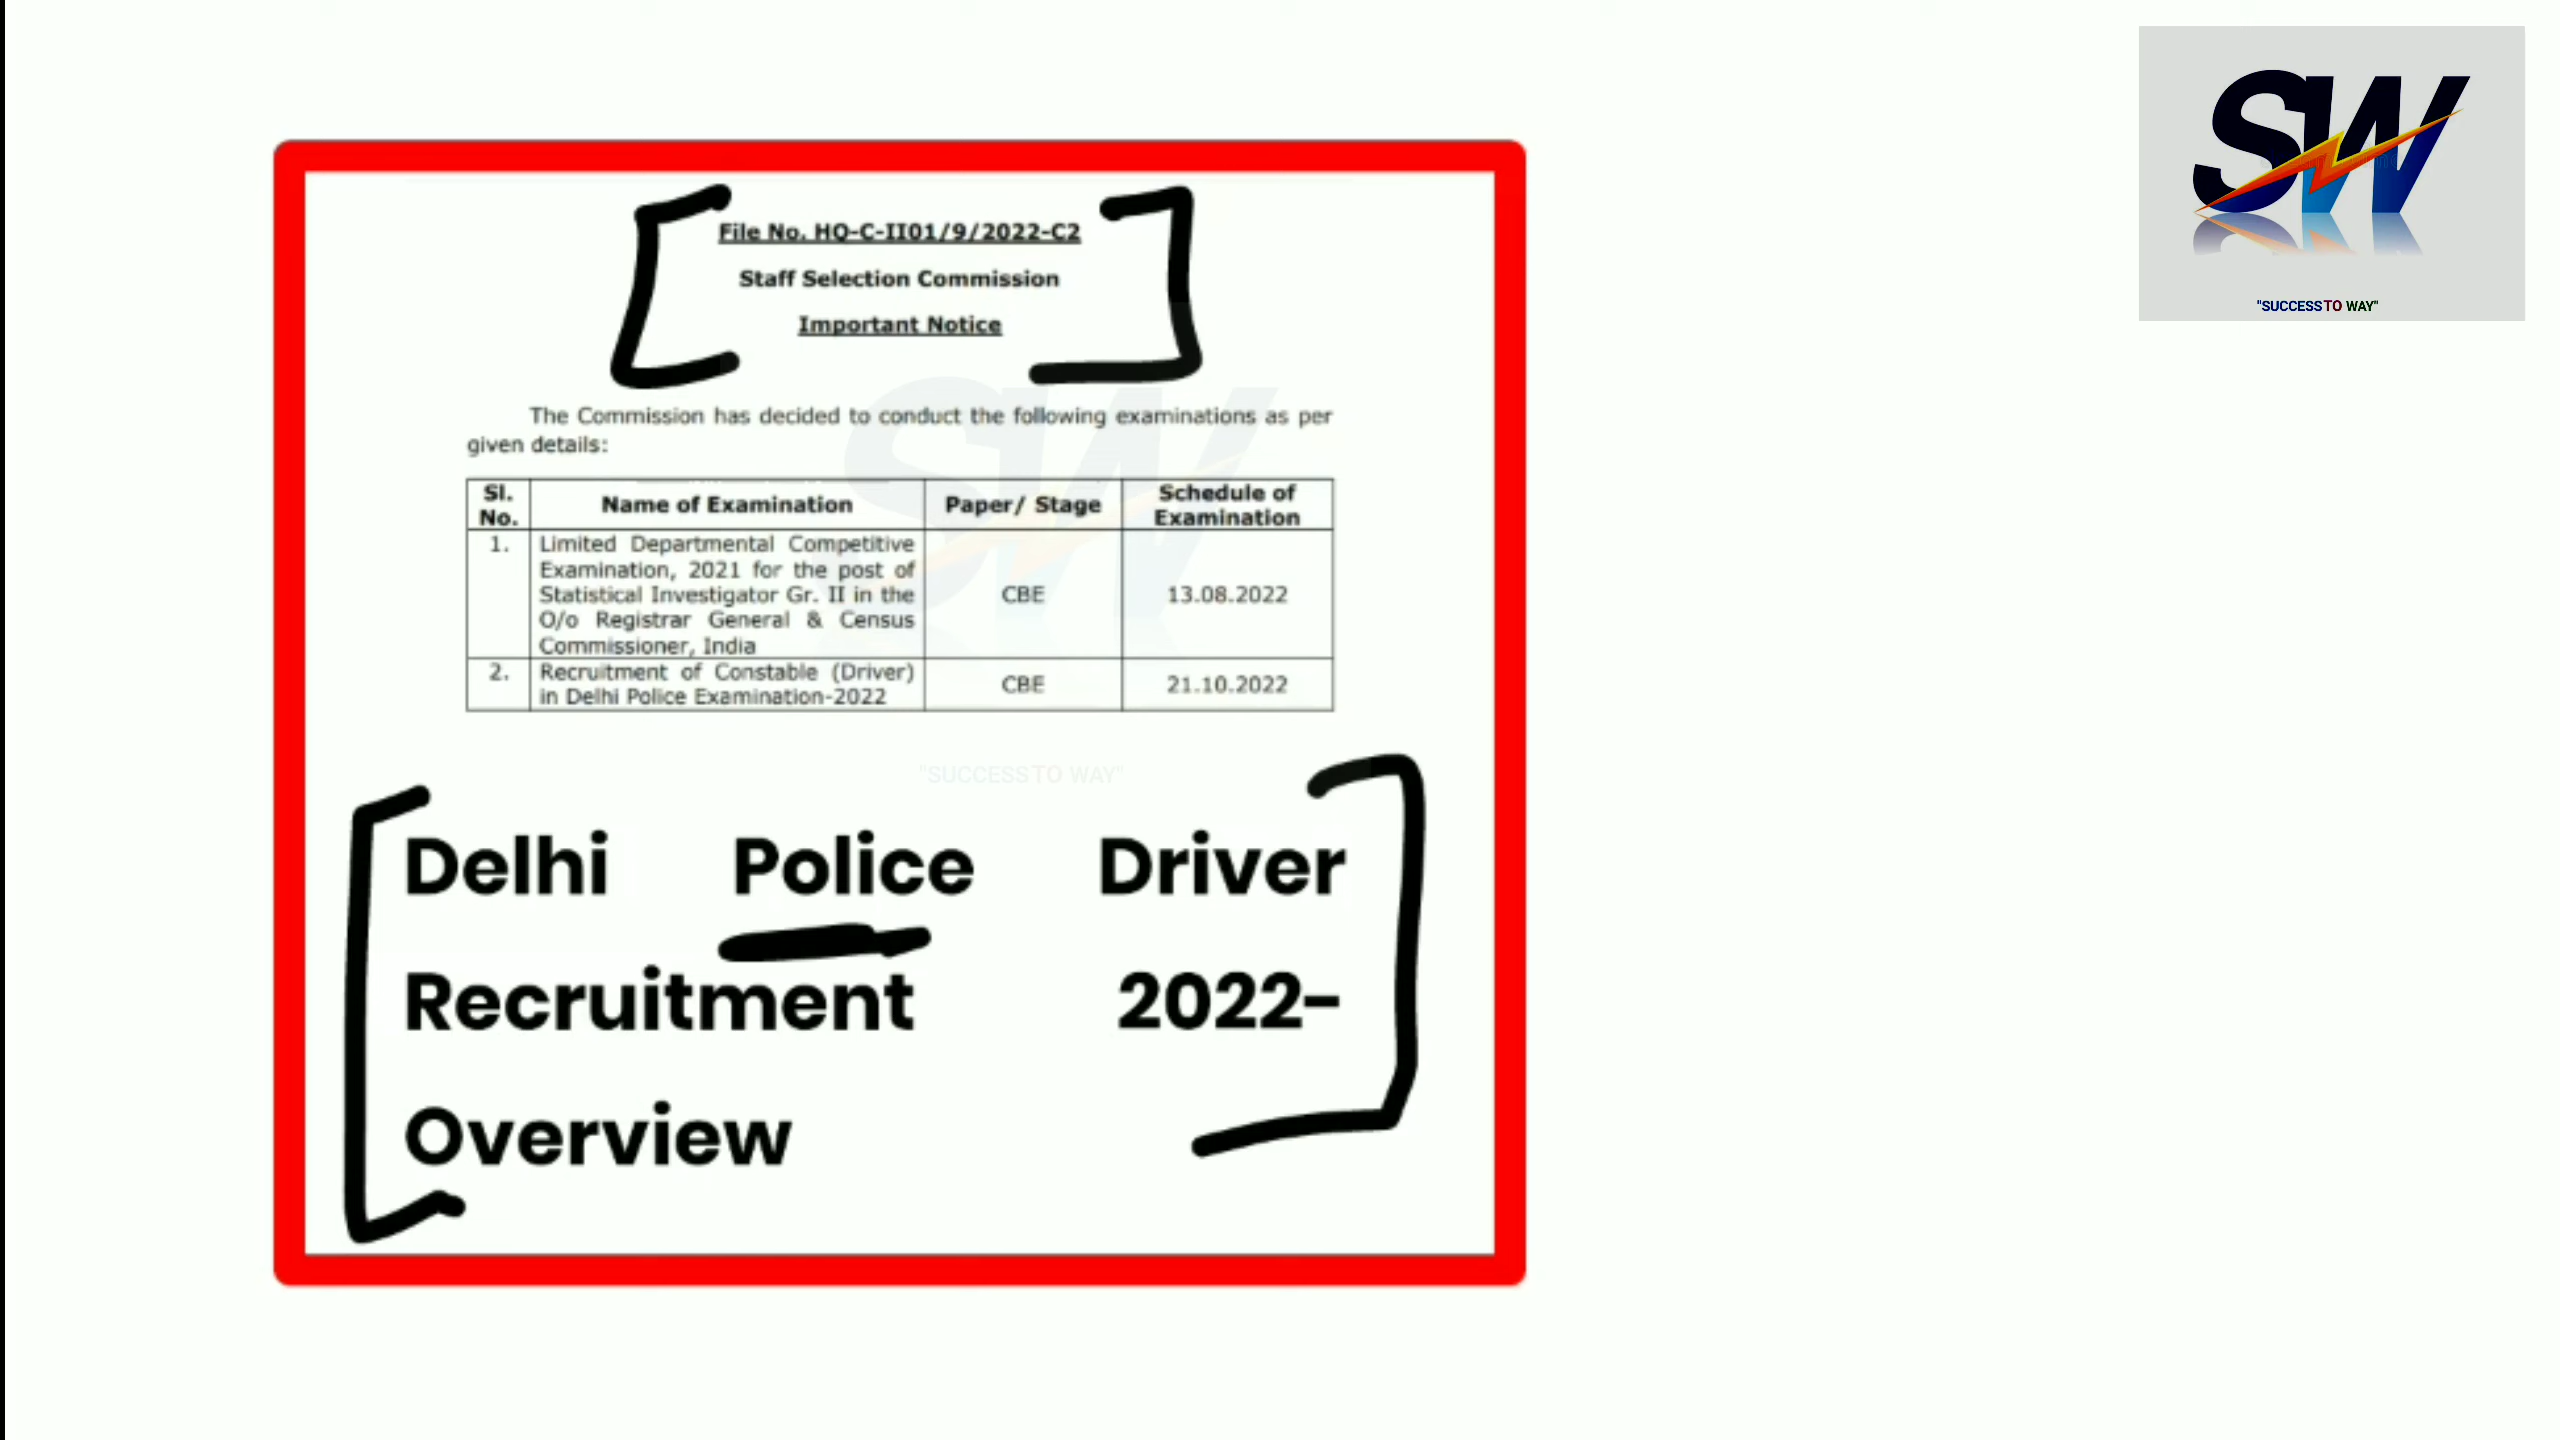 SW
"SUCCESS TO WAY"
File No. HQ-C-II01/9/2022-C2
Staff Selection Commission
Important Notice
The Commission has decided to conduct the following examinations as per
given details:
Sl. No. Name of Examination Paper/ Stage Schedule of Examination
1. Limited Departmental Competitive
Examination, 2021 for the post of
Statistical Investigator Gr. II in the CBE 13.08.2022
O/o Registrar General & Census
Commissioner, India
2. Recruitment of Constable (Driver)
in Delhi Police Examination-2022 CBE 21.10.2022
SW
"SUCCESS TO WAY"
Delhi Police Driver
Recruitment 2022-
Overview